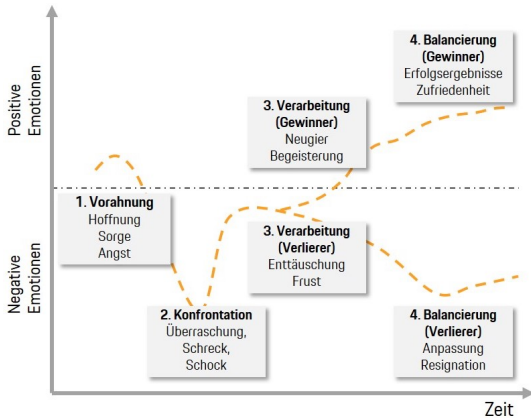 Positive
Emotionen
Negative
Emotionen
1. Vorahnung
Hoffnung
Sorge
Angst
2. Konfrontation
Überraschung,
Schreck,
Schock
3. Verarbeitung
(Gewinner)
Neugier
Begeisterung
3. Verarbeitung
(Verlierer)
Enttäuschung
Frust
4. Balancierung
(Gewinner)
Erfolgsergebnisse
Zufriedenheit
4. Balancierung
(Verlierer)
Anpassung
Resignation
Zeit